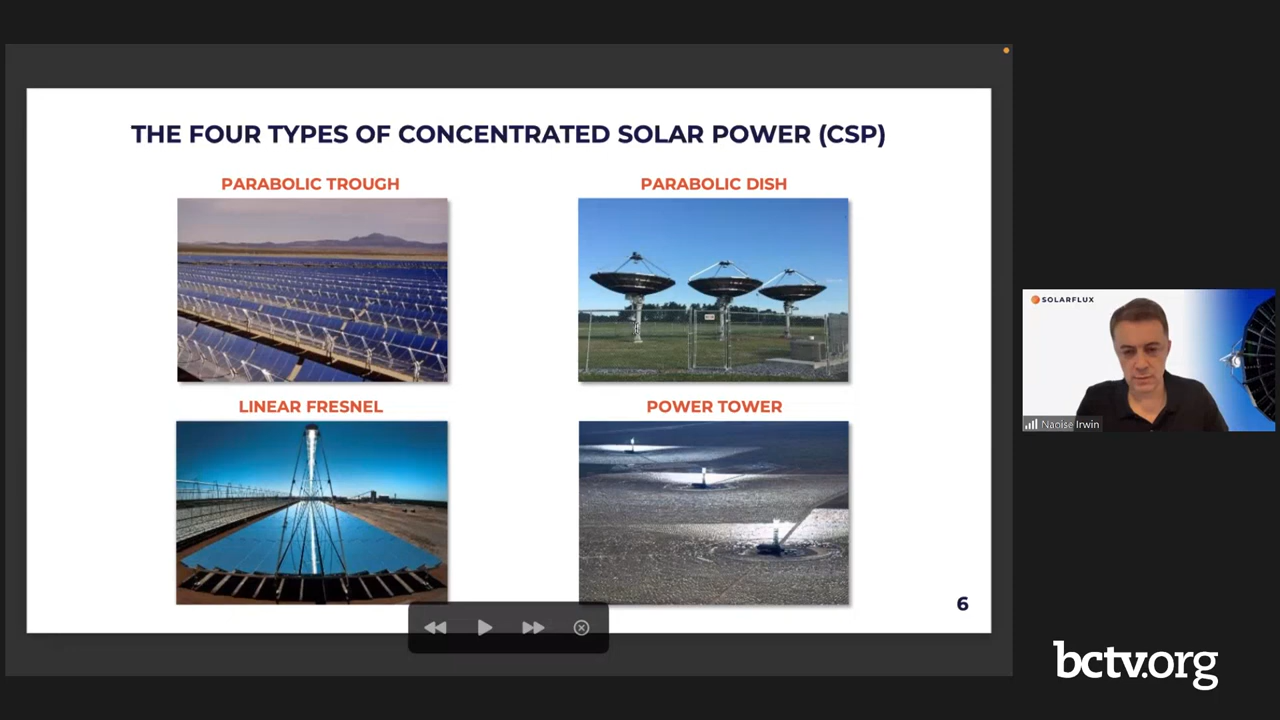 THE FOUR TYPES OF CONCENTRATED SOLAR POWER (CSP)
PARABOLIC TROUGH
PARABOLIC DISH
LINEAR FRESNEL
POWER TOWER
6
SOLARFLUX
Naoise Irwin
bctv.org